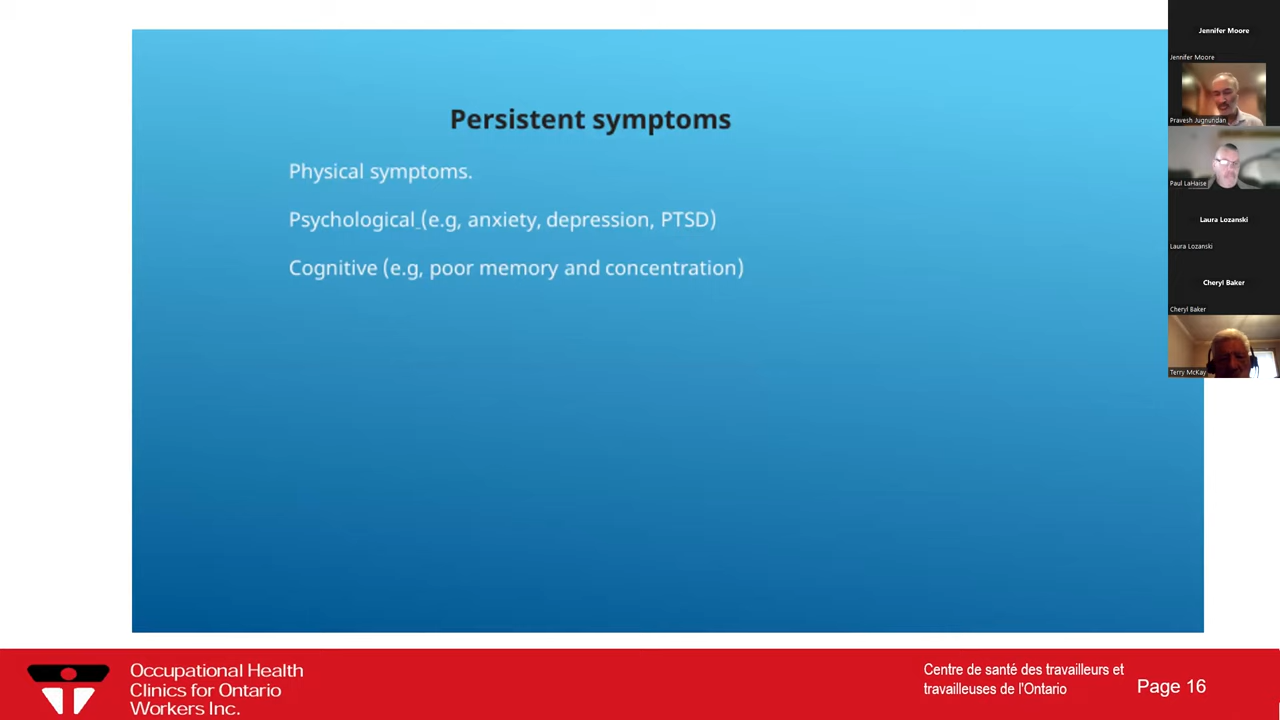 Persistent symptoms
Physical symptoms.
Psychological (e.g, anxiety, depression, PTSD)
Cognitive (e.g, poor memory and concentration)
Jennifer Moore
Jennifer Moore
Pravesh Jugnundan
Paul LaHaise
Laura Lozanski
Laura Lozanski
Cheryl Baker
Cheryl Baker
Terry McKay
Occupational Health
Clinics for Ontario
Workers Inc.
Centre de santé des travailleurs et
travailleuses de l'Ontario
Page 16